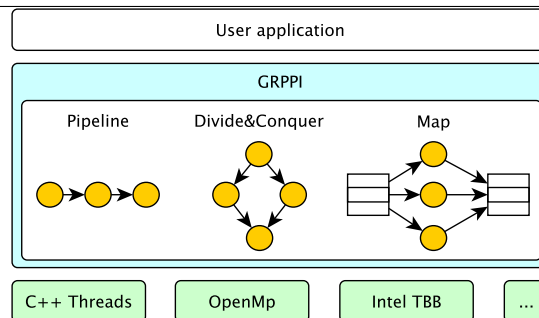 User application
GRPPI
Pipeline Divide&Conquer Map
C++ Threads OpenMp Intel TBB ...